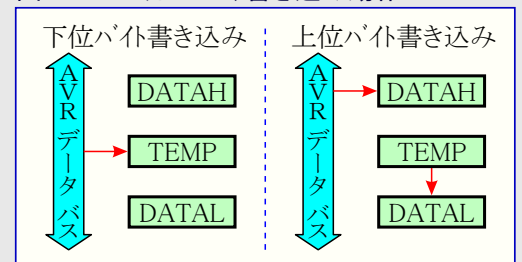 下位バイト書き込み
AVRデータ バス
DATAH
TEMP
DATAL
上位バイト書き込み
AVRデータ バス
DATAH
TEMP
DATAL